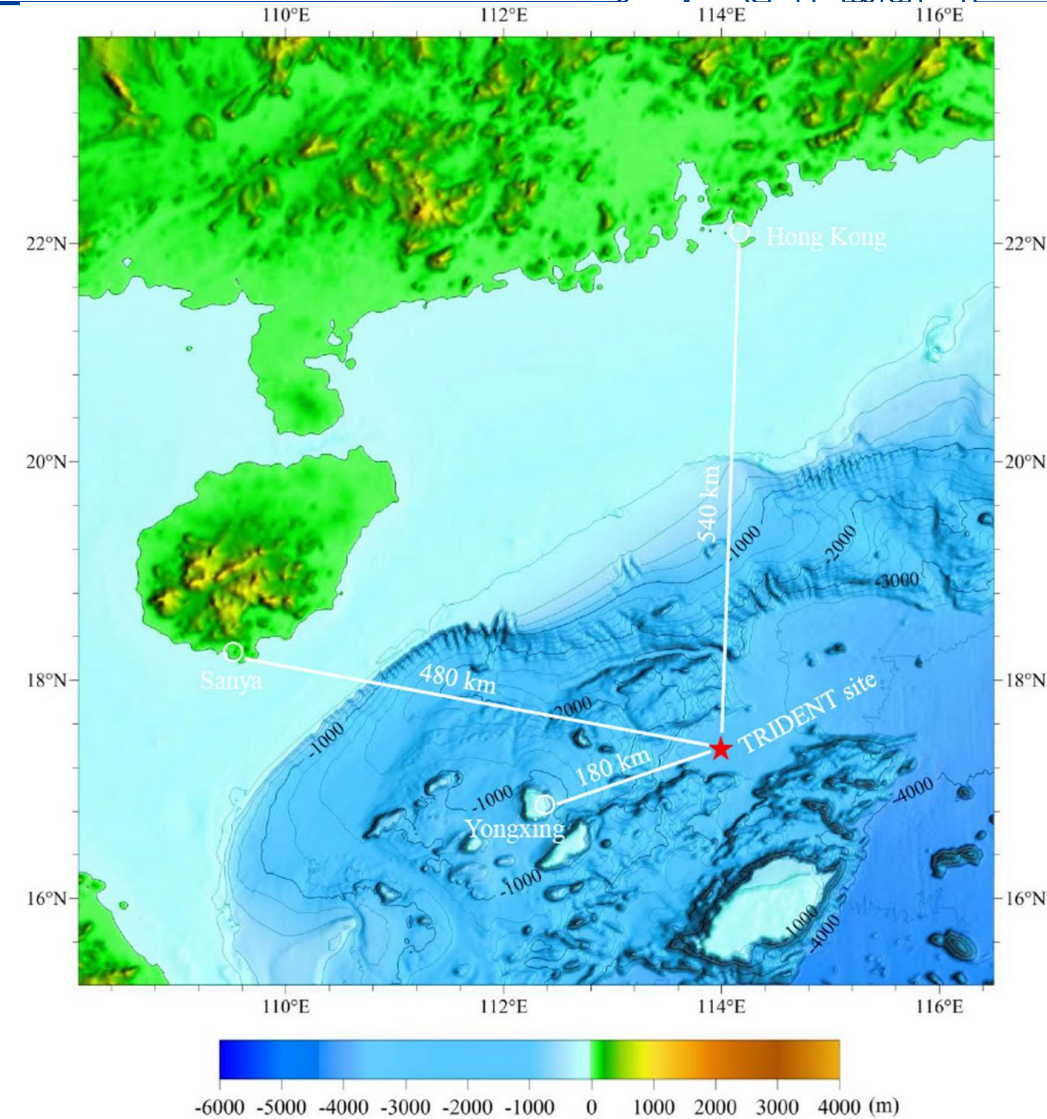 110°E 112°E 114°E 116°E
22°N 22°N
Hong Kong
20°N 20°N
540 km
-1000
-2000
-3000
18°N 18°N
Sanya
480 km
-2000
TRIDENT site
-1000
180 km
-1000
-4000
Yongxing
-1000
16°N 16°N
1000
-4000
110°E 112°E 114°E 116°E
-6000 -5000 -4000 -3000 -2000 -1000 0 1000 2000 3000 4000 (m)